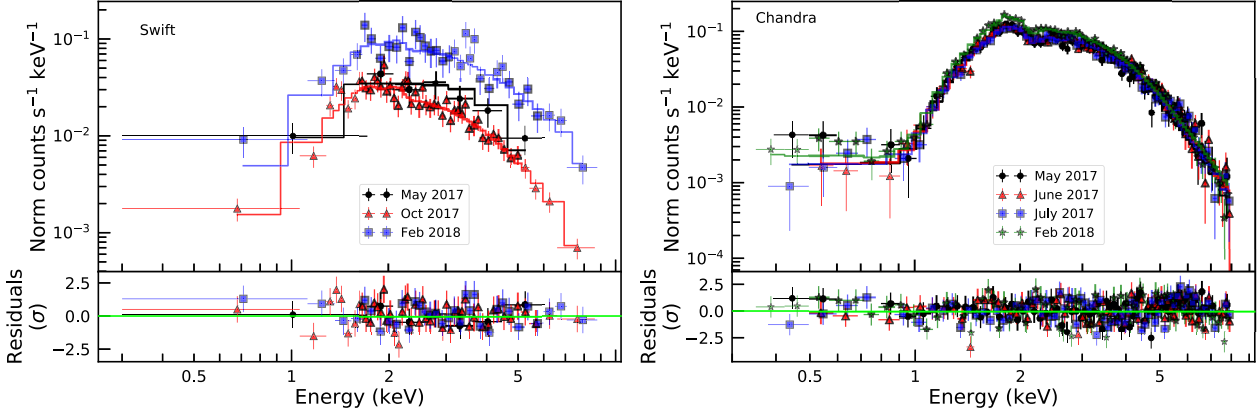 Swift
Norm counts s⁻¹ keV⁻¹
10⁻¹
10⁻²
10⁻³
May 2017
Oct 2017
Feb 2018
Residuals
(σ)
2.5
0.0
−2.5
0.5
1
2
5
Energy (keV)
Chandra
Norm counts s⁻¹ keV⁻¹
10⁻¹
10⁻²
10⁻³
10⁻⁴
May 2017
June 2017
July 2017
Feb 2018
Residuals
(σ)
2.5
0.0
−2.5
0.5
1
2
5
Energy (keV)